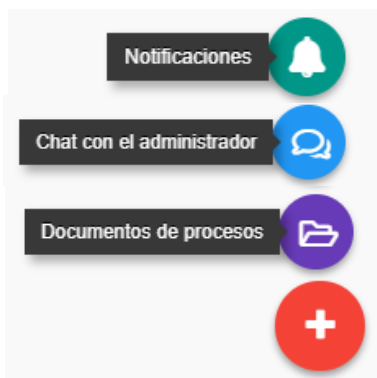 Notificaciones
Chat con el administrador
Documentos de procesos